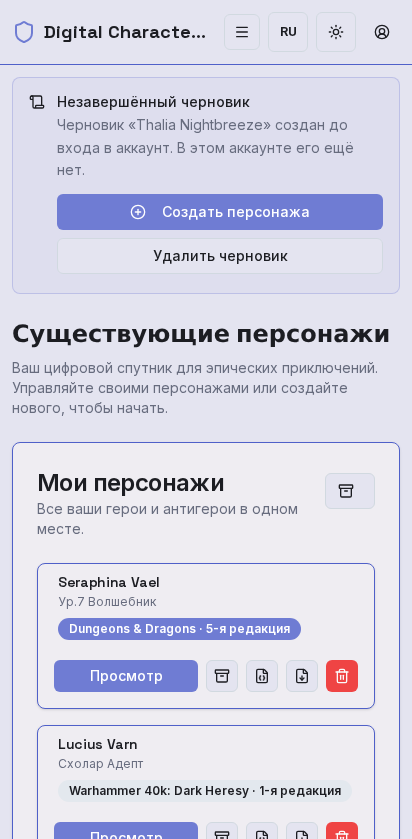 Digital Characte...
RU
Незавершённый черновик
Черновик «Thalia Nightbreeze» создан до
входа в аккаунт. В этом аккаунте его ещё
нет.
Создать персонажа
Удалить черновик
Существующие персонажи
Ваш цифровой спутник для эпических приключений.
Управляйте своими персонажами или создайте
нового, чтобы начать.
Мои персонажи
Все ваши герои и антигерои в одном
месте.
Seraphina Vael
Ур.7 Волшебник
Dungeons & Dragons · 5-я редакция
Просмотр
Lucius Varn
Схолар Адепт
Warhammer 40k: Dark Heresy · 1-я редакция
Просмотр